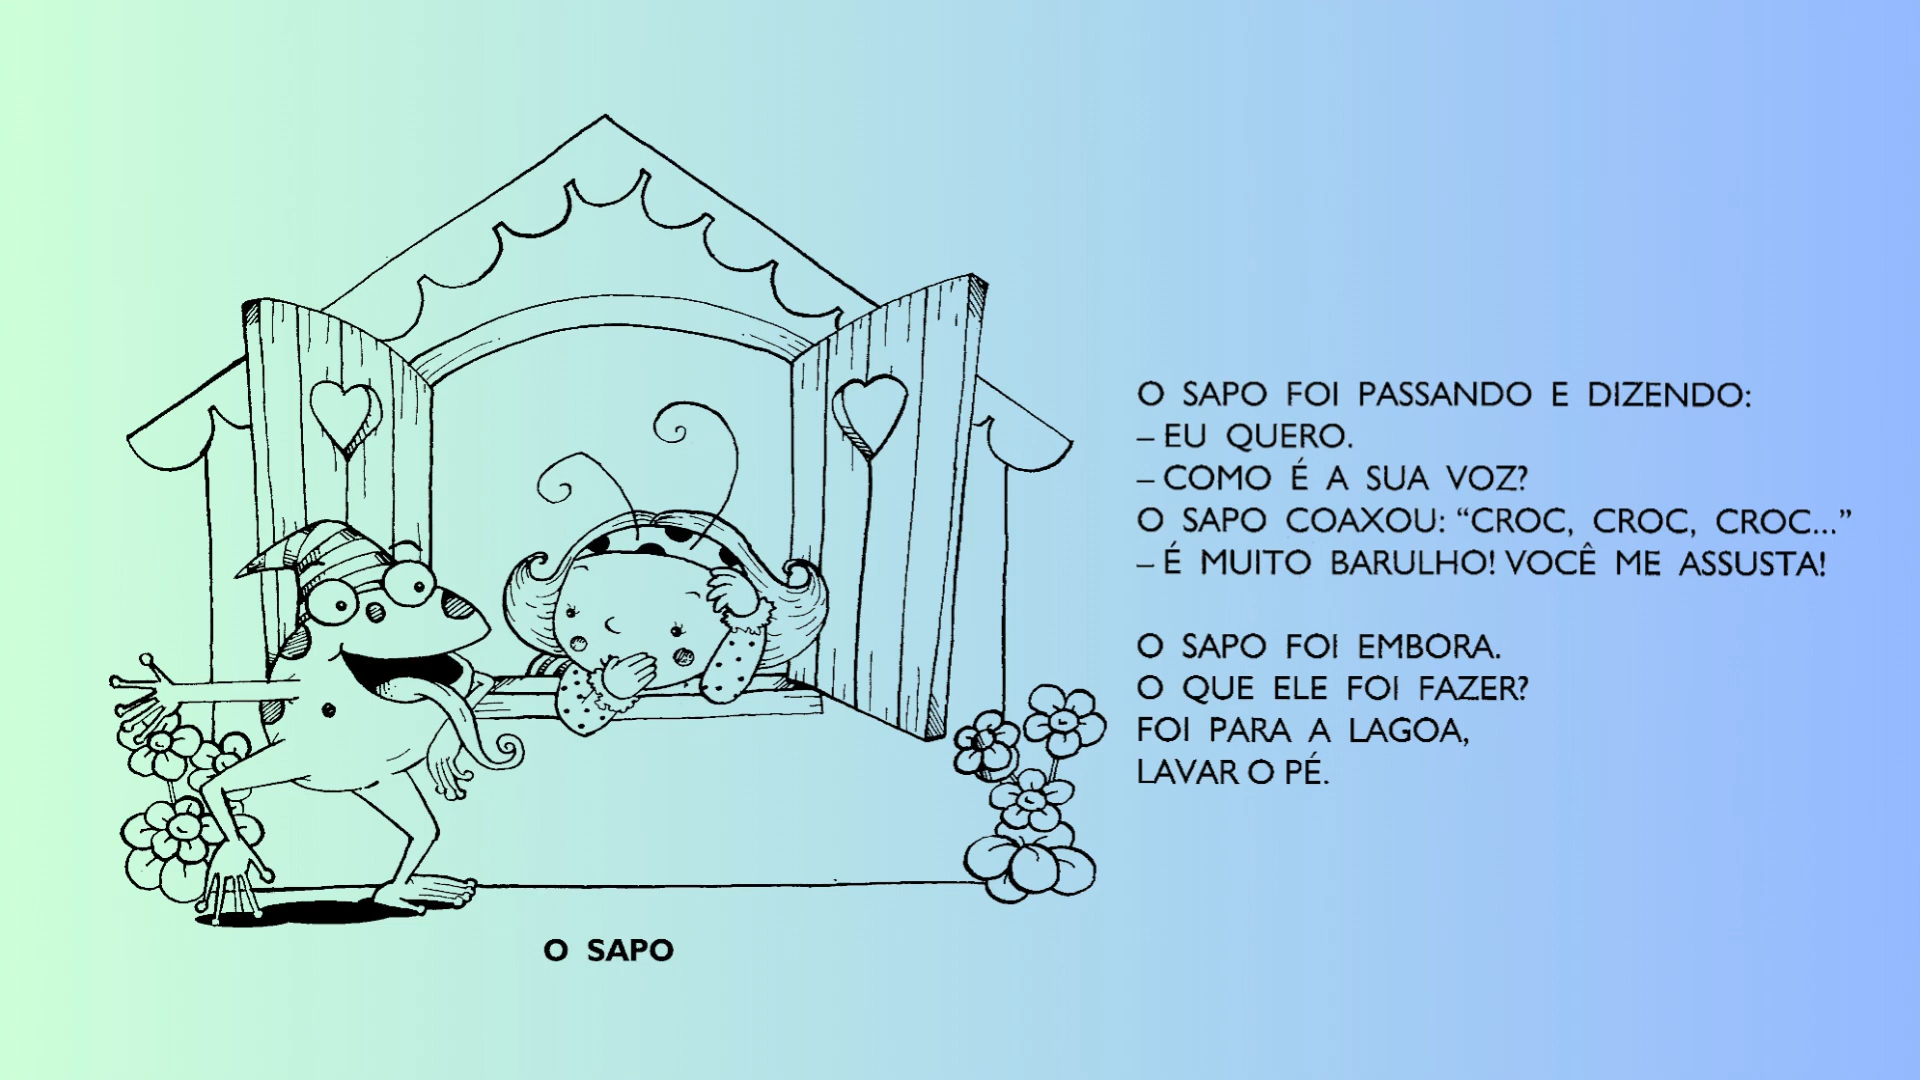 O SAPO FOI PASSANDO E DIZENDO:
– EU QUERO.
– COMO É A SUA VOZ?
O SAPO COAXOU: “CROC, CROC, CROC...”
– É MUITO BARULHO! VOCÊ ME ASSUSTA!
O SAPO FOI EMBORA.
O QUE ELE FOI FAZER?
FOI PARA A LAGOA,
LAVAR O PÉ.
O SAPO